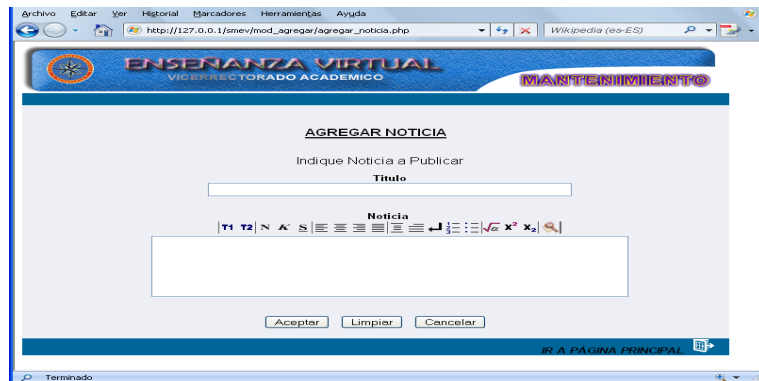 Archivo Editar Ver Historial Marcadores Herramientas Ayuda
http://127.0.0.1/smev/mod_agregar/agregar_noticia.php Wikipedia (es-ES)
ENSEÑANZA VIRTUAL
VICERRECTORADO ACADEMICO
MANTENIMIENTO
AGREGAR NOTICIA
Indique Noticia a Publicar
Titulo
Noticia
T1 T2 N K S √α X² X₂
Aceptar Limpiar Cancelar
IR A PÁGINA PRINCIPAL
Terminado